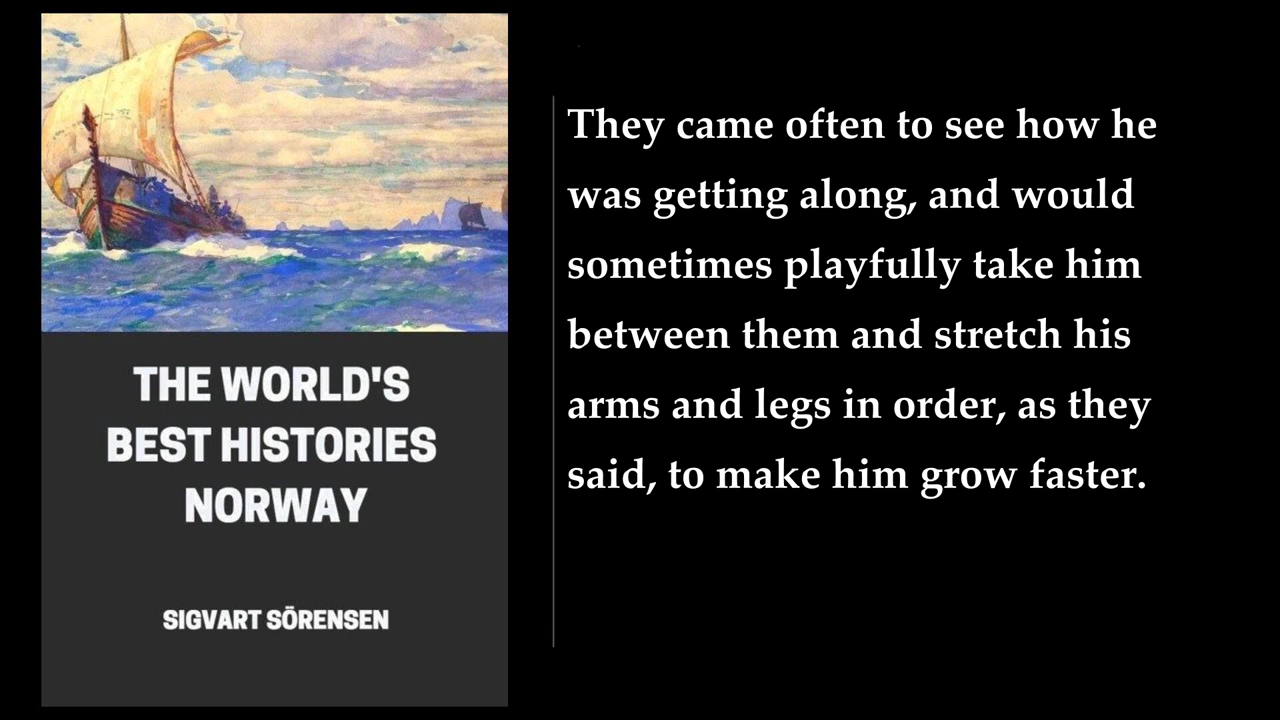 THE WORLD'S
BEST HISTORIES
NORWAY
SIGVART SÖRENSEN
They came often to see how he
was getting along, and would
sometimes playfully take him
between them and stretch his
arms and legs in order, as they
said, to make him grow faster.